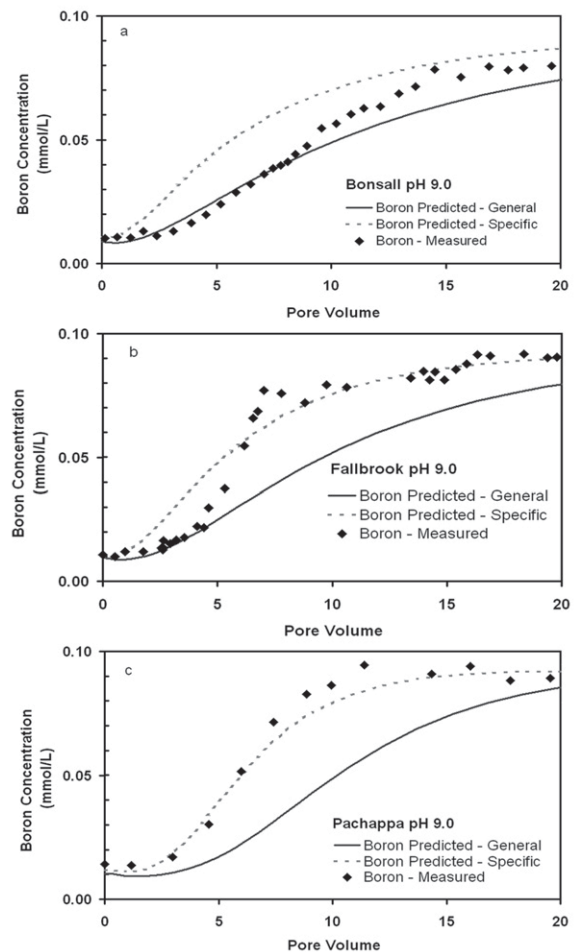 a
0.10
0.05
0.00
Boron Concentration
(mmol/L)
Bonsall pH 9.0
Boron Predicted - General
Boron Predicted - Specific
Boron - Measured
0
5
10
15
20
Pore Volume
b
0.10
0.05
0.00
Boron Concentration
(mmol/L)
Fallbrook pH 9.0
Boron Predicted - General
Boron Predicted - Specific
Boron - Measured
0
5
10
15
20
Pore Volume
c
0.10
0.05
0.00
Boron Concentration
(mmol/L)
Pachappa pH 9.0
Boron Predicted - General
Boron Predicted - Specific
Boron - Measured
0
5
10
15
20
Pore Volume